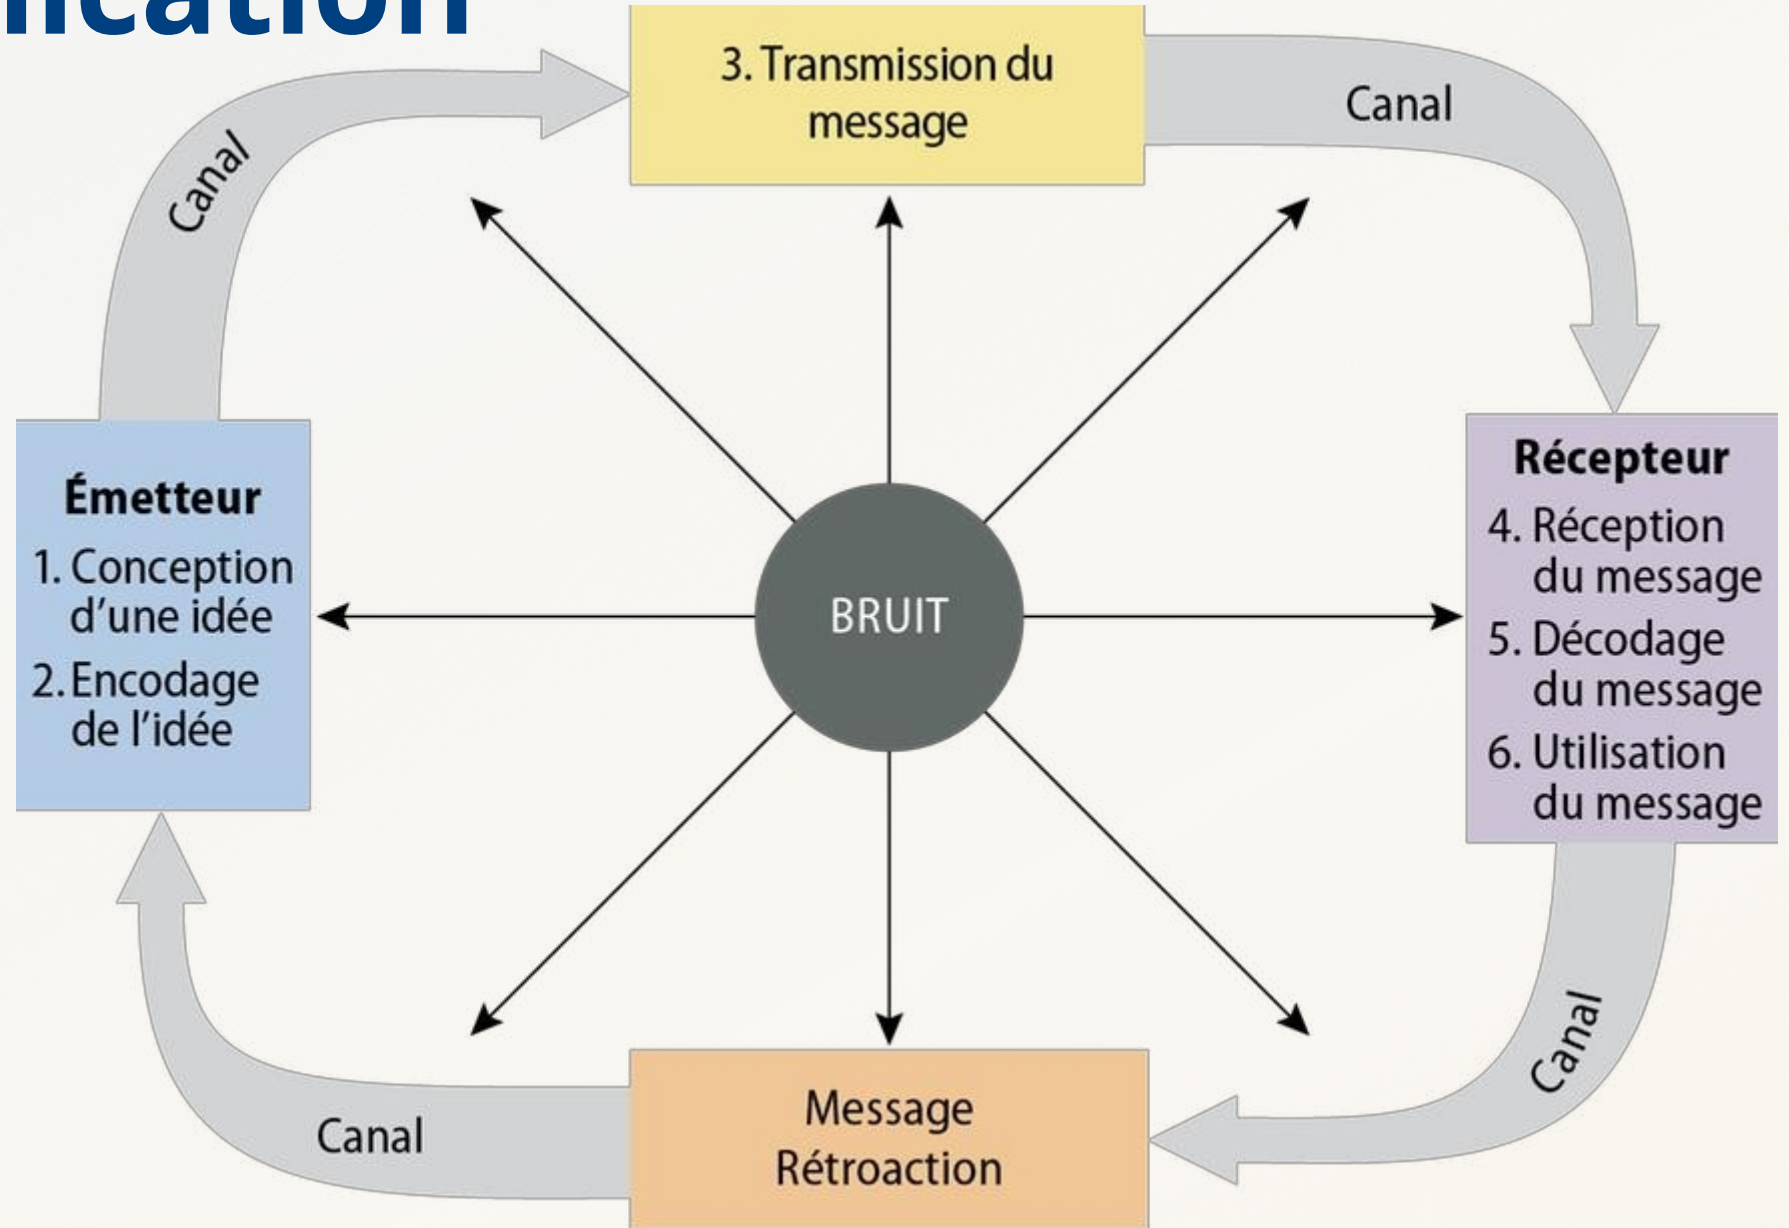 3. Transmission du
message
Canal
Canal
Émetteur
1. Conception
d’une idée
2. Encodage
de l’idée
BRUIT
Récepteur
4. Réception
du message
5. Décodage
du message
6. Utilisation
du message
Canal
Message
Rétroaction
Canal